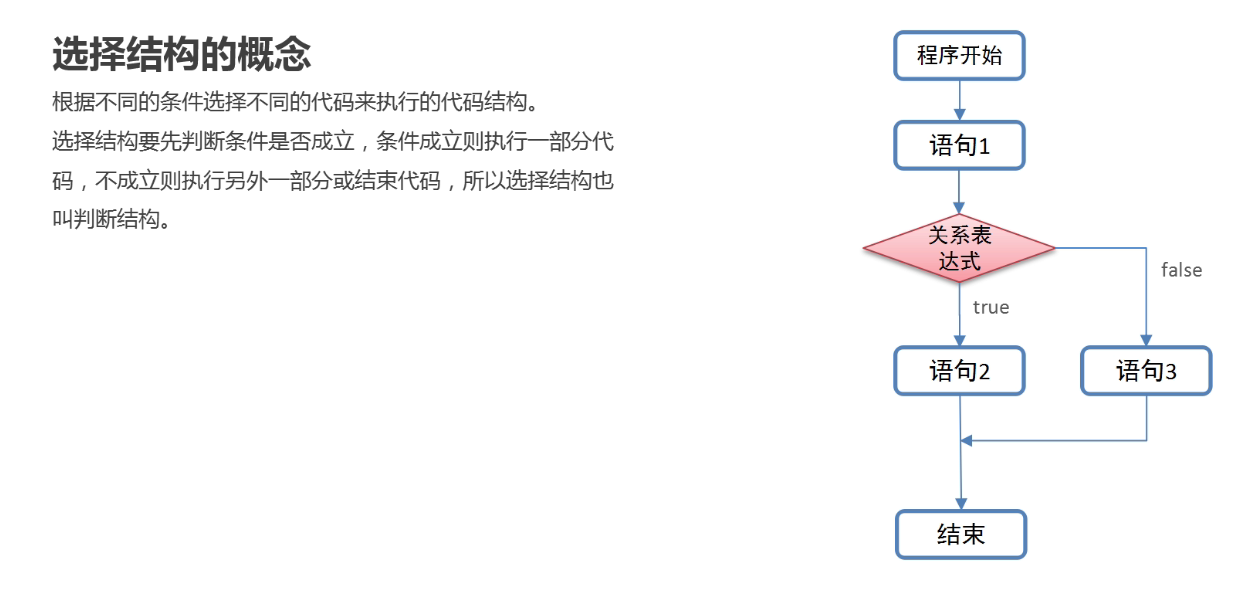 选择结构的概念
根据不同的条件选择不同的代码来执行的代码结构。
选择结构要先判断条件是否成立，条件成立则执行一部分代
码，不成立则执行另外一部分或结束代码，所以选择结构也
叫判断结构。
程序开始
语句1
关系表
达式
false
true
语句2
语句3
结束